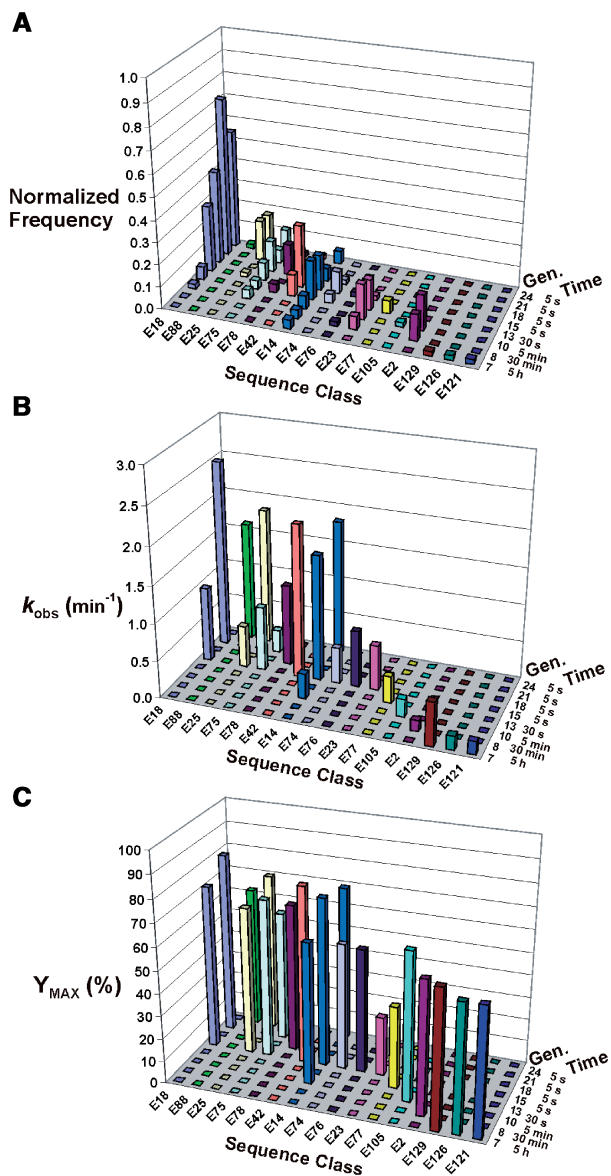 A
1.0
0.9
0.8
0.7
0.6
0.5
0.4
0.3
0.2
0.1
0.0
Normalized
Frequency
E18
E88
E25
E75
E78
E42
E14
E74
E76
E23
E77
E105
E2
E129
E126
E121
Sequence Class
Gen.
Time
24 5 s
21 5 s
18 5 s
15 5 s
13 30 s
10 5 min
8 30 min
7 5 h
B
3.0
2.5
2.0
1.5
1.0
0.5
0.0
kobs (min-1)
E18
E88
E25
E75
E78
E42
E14
E74
E76
E23
E77
E105
E2
E129
E126
E121
Sequence Class
Gen.
Time
24 5 s
21 5 s
18 5 s
15 5 s
13 30 s
10 5 min
8 30 min
7 5 h
C
100
90
80
70
60
50
40
30
20
10
0
YMAX (%)
E18
E88
E25
E75
E78
E42
E14
E74
E76
E23
E77
E105
E2
E129
E126
E121
Sequence Class
Gen.
Time
24 5 s
21 5 s
18 5 s
15 5 s
13 30 s
10 5 min
8 30 min
7 5 h